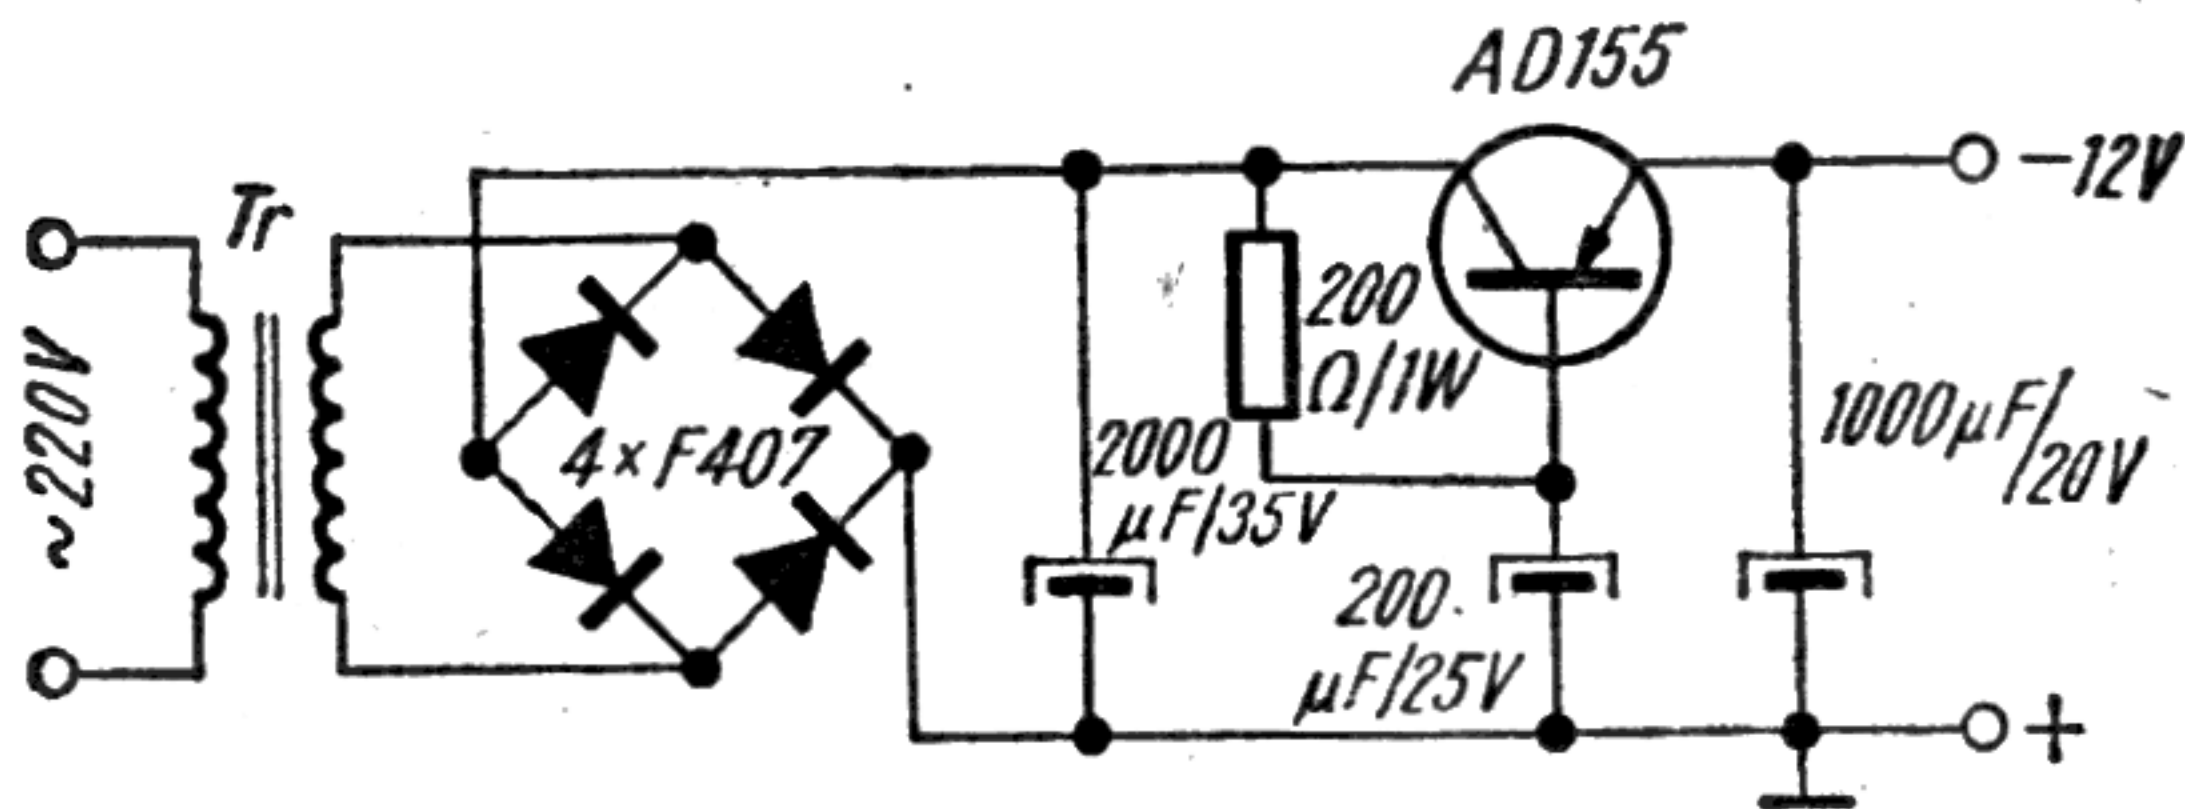 AD155
−12V
Tr
~220V
200
Ω/1W
4×F407
2000
µF/35V
1000µF/
/20V
200
µF/25V
+